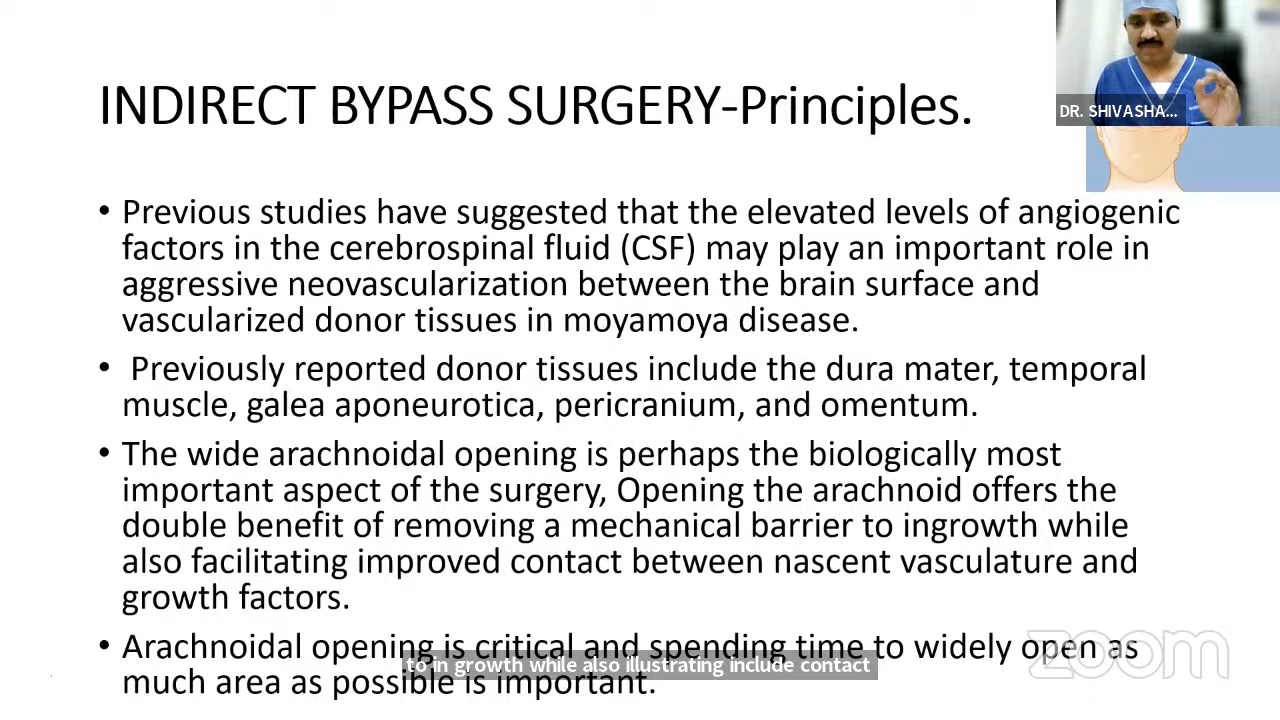 INDIRECT BYPASS SURGERY-Principles.
DR. SHIVASHA...
• Previous studies have suggested that the elevated levels of angiogenic
factors in the cerebrospinal fluid (CSF) may play an important role in
aggressive neovascularization between the brain surface and
vascularized donor tissues in moyamoya disease.
• Previously reported donor tissues include the dura mater, temporal
muscle, galea aponeurotica, pericranium, and omentum.
• The wide arachnoidal opening is perhaps the biologically most
important aspect of the surgery, Opening the arachnoid offers the
double benefit of removing a mechanical barrier to ingrowth while
also facilitating improved contact between nascent vasculature and
growth factors.
• Arachnoidal opening is critical and spending time to widely open as
much area as possible is important.
to in growth while also illustrating include contact
zoom